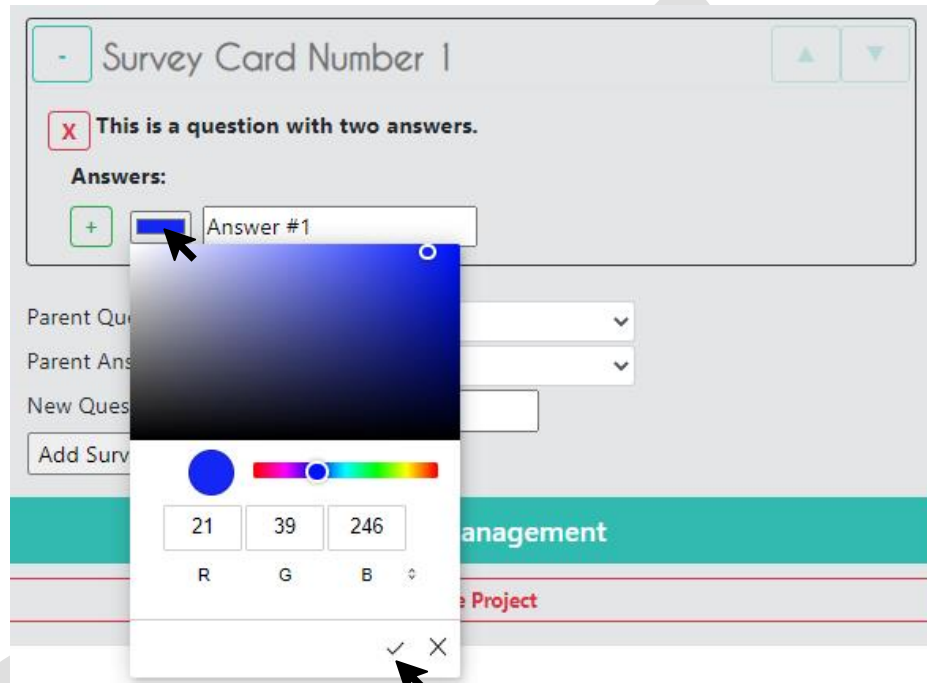 - Survey Card Number 1 ▲ ▼
X This is a question with two answers.
Answers:
+ Answer #1
Parent Que
Parent Ans
New Ques
Add Surv
21 39 246
anagement
R G B
e Project